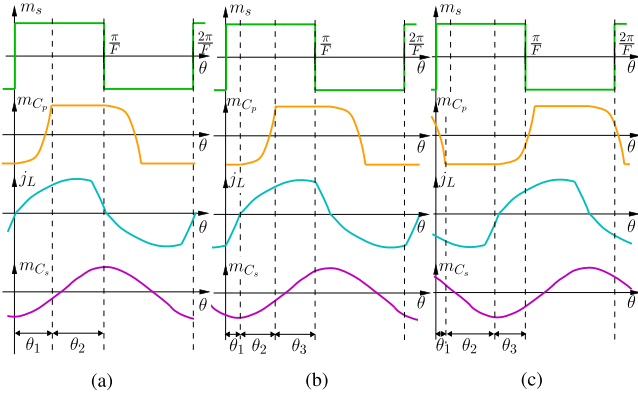 m_s m_s m_s
π/F 2π/F π/F 2π/F π/F 2π/F
θ θ θ
m_{C_p} m_{C_p} m_{C_p}
θ θ θ
j_L j_L j_L
θ θ θ
m_{C_s} m_{C_s} m_{C_s}
θ θ θ
θ_1 θ_2 θ_1 θ_2 θ_3 θ_1 θ_2 θ_3
(a) (b) (c)